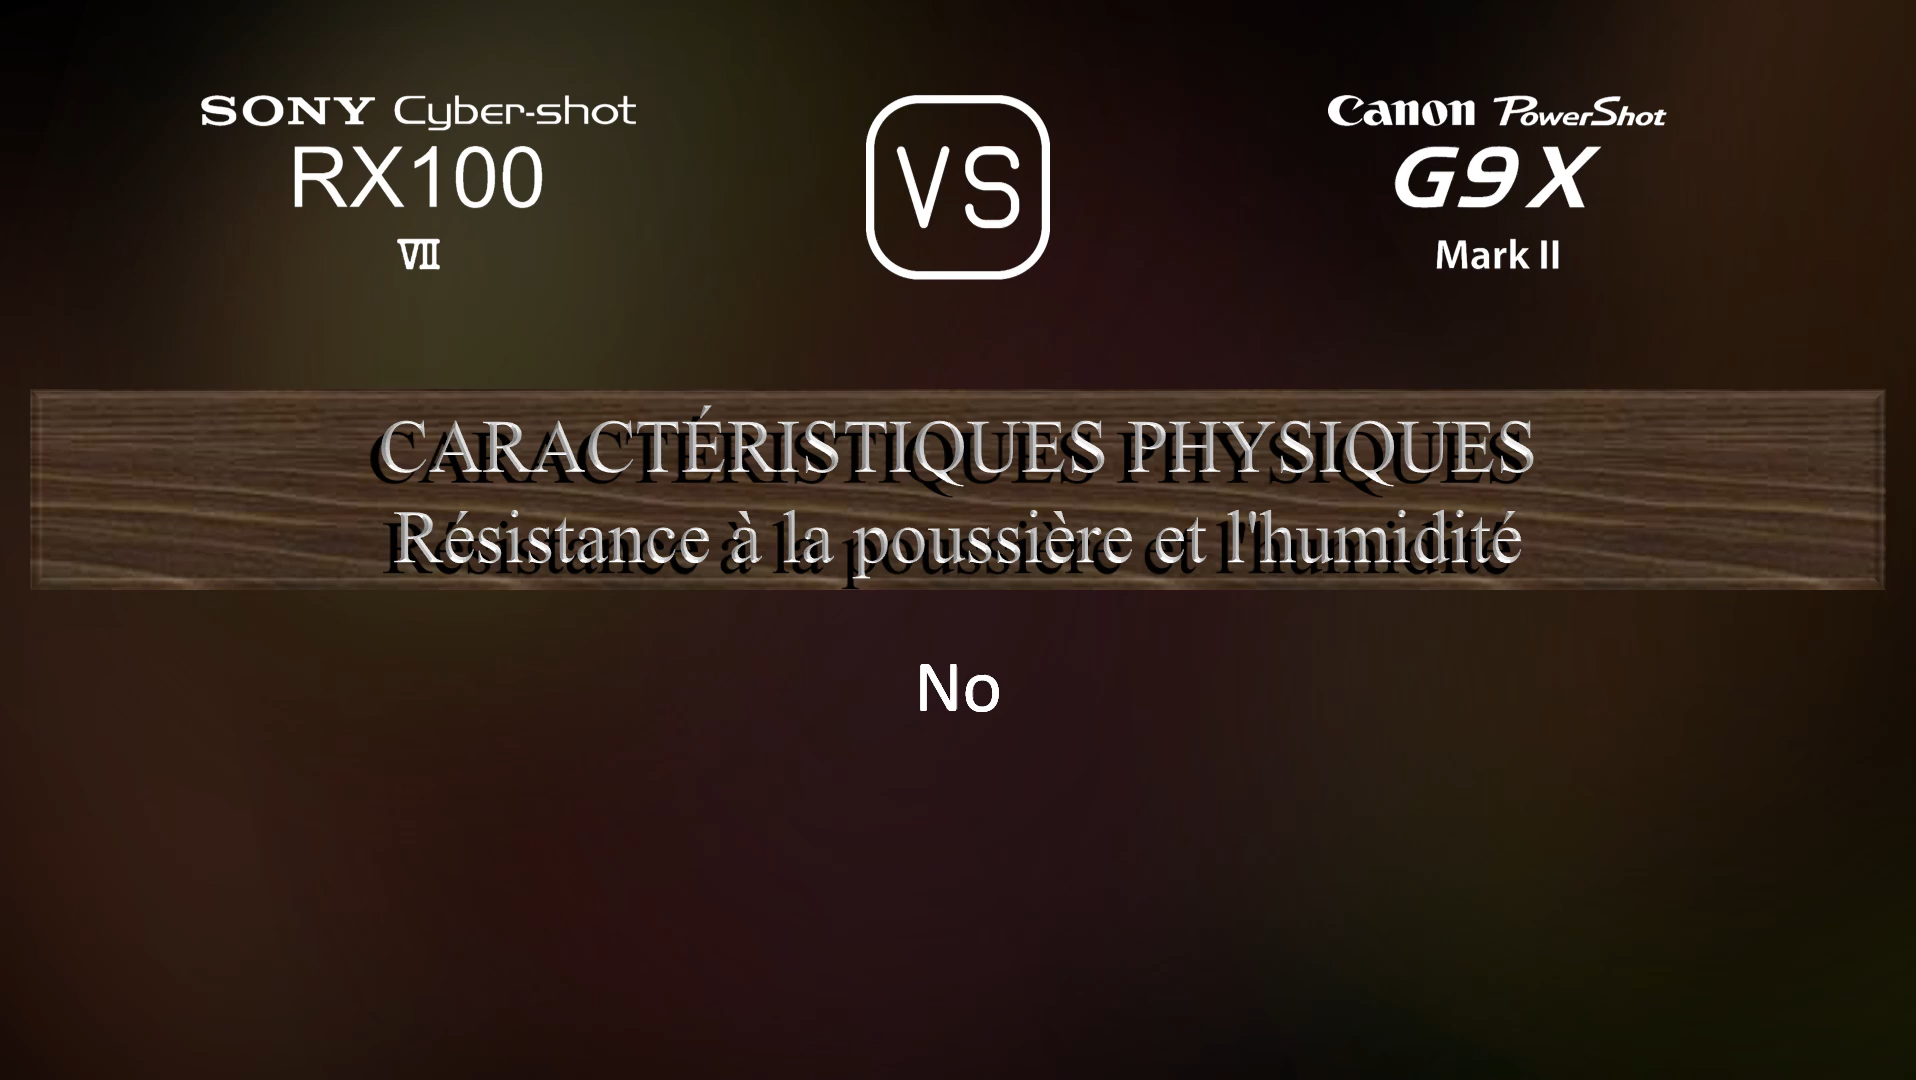 SONY Cyber-shot
RX100
VII
VS
Canon PowerShot
G9 X
Mark II
CARACTÉRISTIQUES PHYSIQUES
Résistance à la poussière et l'humidité
No